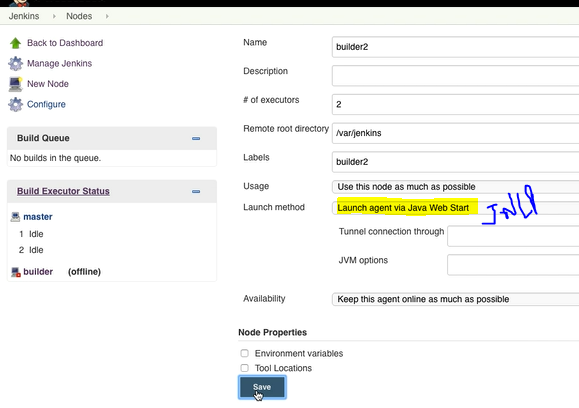 Jenkins Nodes
Back to Dashboard
Manage Jenkins
New Node
Configure
Build Queue
No builds in the queue.
Build Executor Status
master
1 Idle
2 Idle
builder (offline)
Name builder2
Description
# of executors 2
Remote root directory /var/jenkins
Labels builder2
Usage Use this node as much as possible
Launch method Launch agent via Java Web Start JNLP
Tunnel connection through
JVM options
Availability Keep this agent online as much as possible
Node Properties
Environment variables
Tool Locations
Save